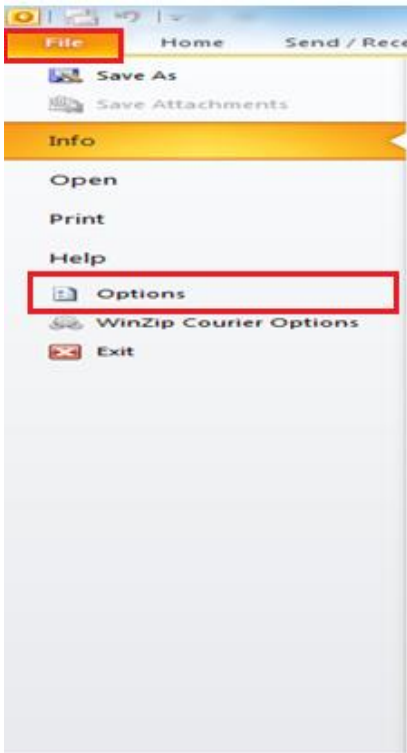 File Home Send / Rece
Save As
Save Attachments
Info
Open
Print
Help
Options
WinZip Courier Options
Exit